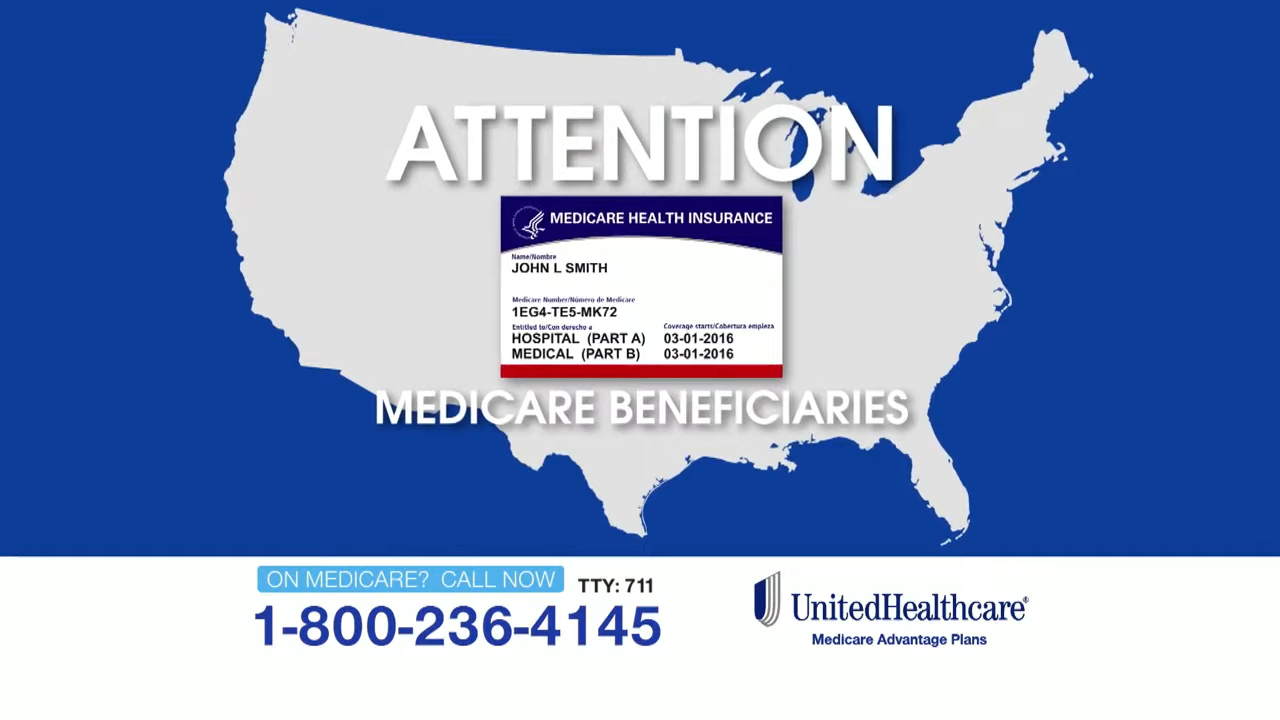 ATTENTION
MEDICARE HEALTH INSURANCE
Name/Nombre
JOHN L SMITH
Medicare Number/Número de Medicare
1EG4-TE5-MK72
Entitled to/Con derecho a Coverage starts/Cobertura empieza
HOSPITAL (PART A) 03-01-2016
MEDICAL (PART B) 03-01-2016
MEDICARE BENEFICIARIES
ON MEDICARE? CALL NOW TTY: 711
1-800-236-4145
UnitedHealthcare®
Medicare Advantage Plans